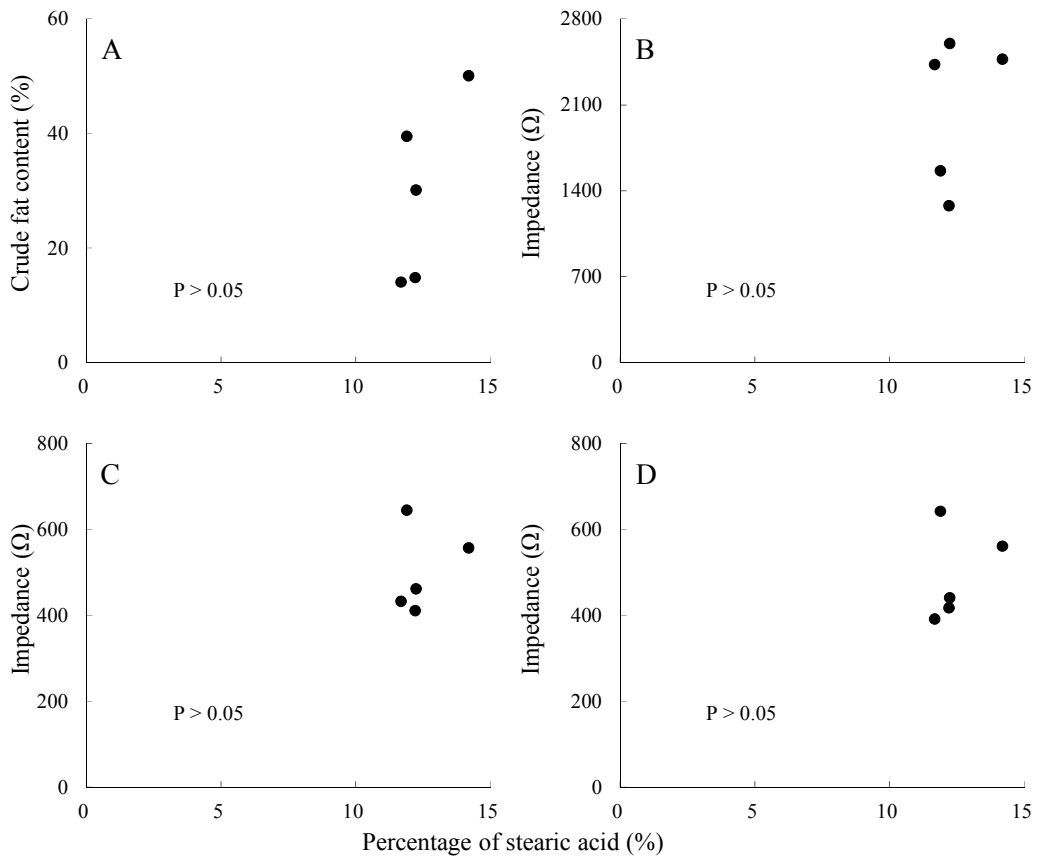 A
Crude fat content (%)
60
40
20
0
P > 0.05
0 5 10 15
B
Impedance (Ω)
2800
2100
1400
700
0
P > 0.05
0 5 10 15
C
Impedance (Ω)
800
600
400
200
0
P > 0.05
0 5 10 15
D
Impedance (Ω)
800
600
400
200
0
P > 0.05
0 5 10 15
Percentage of stearic acid (%)